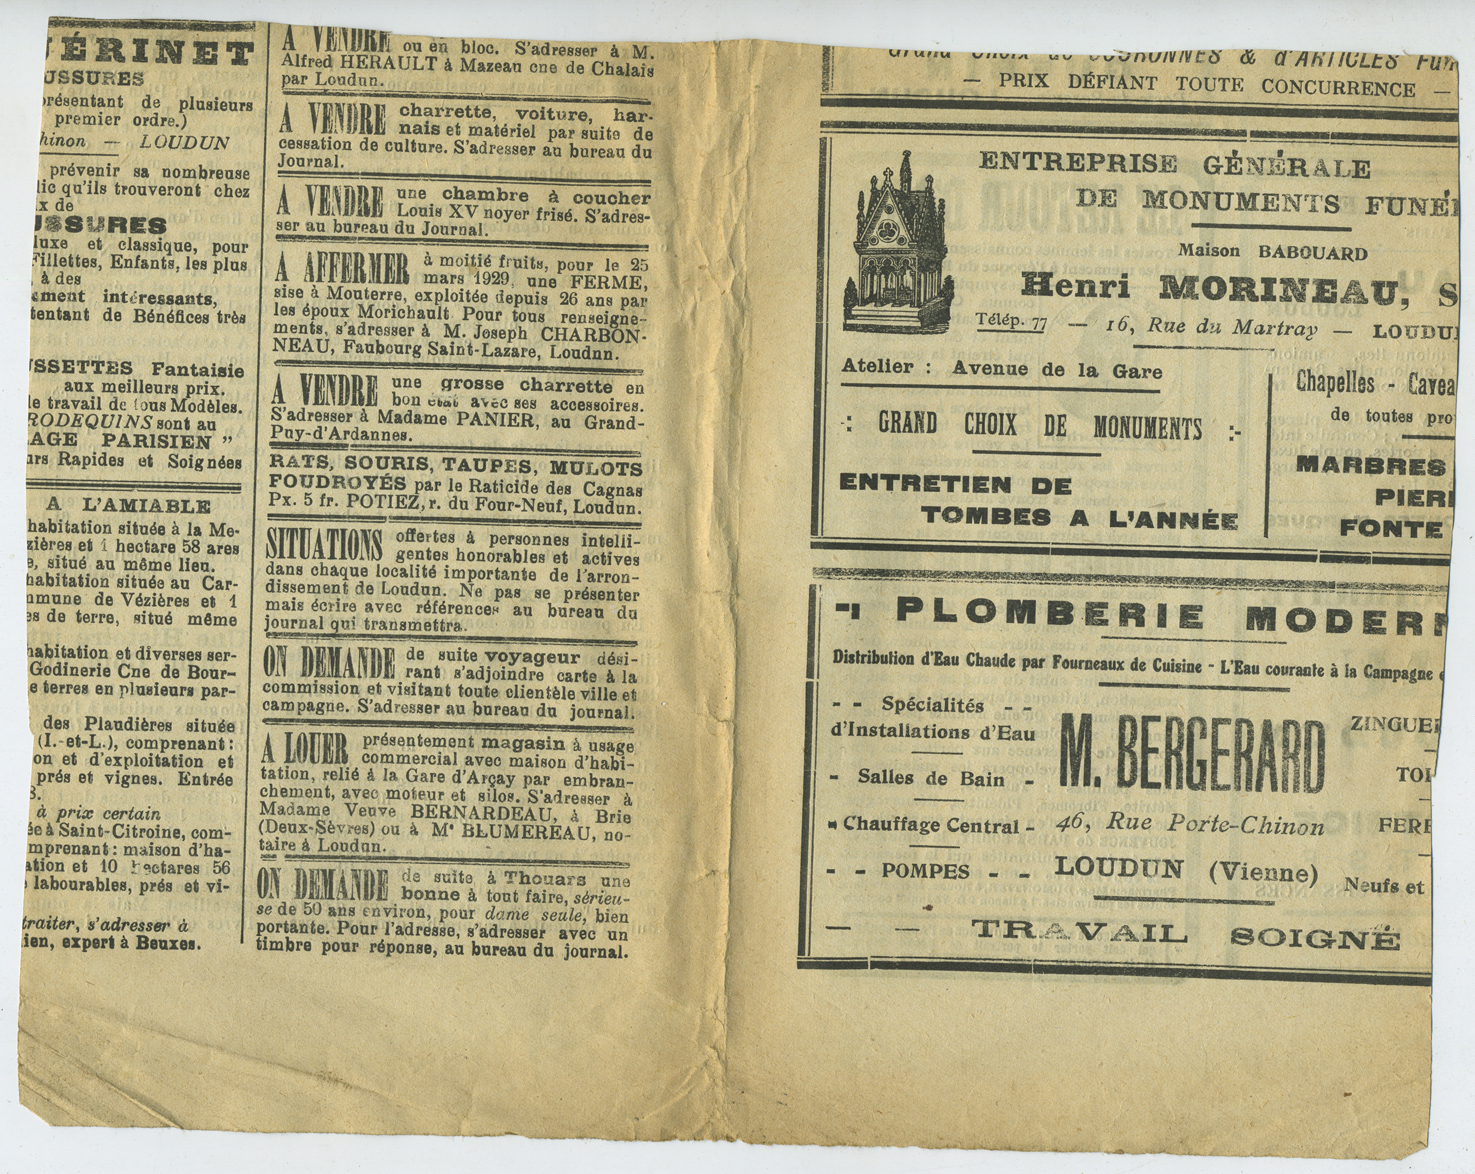 ÉRINET
USSURES
présentant de plusieurs
premier ordre.)
hinon — LOUDUN
prévenir sa nombreuse
lic qu'ils trouveront chez
ix de
USSURES
luxe et classique, pour
Fillettes, Enfants, les plus
à des
ement intéressants,
tentant de Bénéfices très
USSETTES Fantaisie
aux meilleurs prix.
le travail de tous Modèles.
RODEQUINS sont au
AGE PARISIEN "
urs Rapides et Soignées
A L'AMIABLE
habitation située à la Me-
zières et 1 hectare 58 ares
e, situé au même lieu.
habitation située au Car-
mmune de Vézières et 1
es de terre, situé même
habitation et diverses ser-
Godinerie Cne de Bour-
e terres en plusieurs par-
des Plaudières située
(I.-et-L.), comprenant :
on et d'exploitation et
prés et vignes. Entrée
8.
à prix certain
ée à Saint-Citroine, com-
mprenant : maison d'ha-
ation et 10 hectares 56
labourables, prés et vi-
traiter, s'adresser à
ien, expert à Beuxes.
A VENDRE ou en bloc. S'adresser à M.
Alfred HERAULT à Mazeau cne de Chalais
par Loudun.
A VENDRE charrette, voiture, har-
nais et matériel par suite de
cessation de culture. S'adresser au bureau du
Journal.
A VENDRE une chambre à coucher
Louis XV noyer frisé. S'adres-
ser au bureau du Journal.
A AFFERMER à moitié fruits, pour le 25
mars 1929, une FERME,
sise à Mouterre, exploitée depuis 26 ans par
les époux Morichault Pour tous renseigne-
ments, s'adresser à M. Joseph CHARBON-
NEAU, Faubourg Saint-Lazare, Loudun.
A VENDRE une grosse charrette en
bon état avec ses accessoires.
S'adresser à Madame PANIER, au Grand-
Puy-d'Ardannes.
RATS, SOURIS, TAUPES, MULOTS
FOUDROYÉS par le Raticide des Cagnas
Px. 5 fr. POTIEZ, r. du Four-Neuf, Loudun.
SITUATIONS offertes à personnes intelli-
gentes honorables et actives
dans chaque localité importante de l'arron-
dissement de Loudun. Ne pas se présenter
mais écrire avec références au bureau du
journal qui transmettra.
ON DEMANDE de suite voyageur dési-
rant s'adjoindre carte à la
commission et visitant toute clientèle ville et
campagne. S'adresser au bureau du journal.
A LOUER présentement magasin à usage
commercial avec maison d'habi-
tation, relié à la Gare d'Arçay par embran-
chement, avec moteur et silos. S'adresser à
Madame Veuve BERNARDEAU, à Brie
(Deux-Sèvres) ou à Me BLUMEREAU, no-
taire à Loudun.
ON DEMANDE de suite à Thouars une
bonne à tout faire, sérieu-
se de 50 ans environ, pour dame seule, bien
portante. Pour l'adresse, s'adresser avec un
timbre pour réponse, au bureau du journal.
Grand Choix de COURONNES & d'ARTICLES Fun
— PRIX DÉFIANT TOUTE CONCURRENCE —
ENTREPRISE GÉNÉRALE
DE MONUMENTS FUNÉ
Maison BABOUARD
Henri MORINEAU, S
Télép. 77 — 16, Rue du Martray — LOUDU
Atelier : Avenue de la Gare
-: GRAND CHOIX DE MONUMENTS :-
ENTRETIEN DE
TOMBES A L'ANNÉE
Chapelles - Cavea
de toutes pro
MARBRES
PIER
FONTE
PLOMBERIE MODERN
Distribution d'Eau Chaude par Fourneaux de Cuisine - L'Eau courante à la Campagne
- - Spécialités - -
d'Installations d'Eau
- Salles de Bain -
- Chauffage Central -
- - POMPES - -
M. BERGERARD
46, Rue Porte-Chinon
LOUDUN (Vienne)
ZINGUE
TO
FER
Neufs et
— — TRAVAIL SOIGNÉ